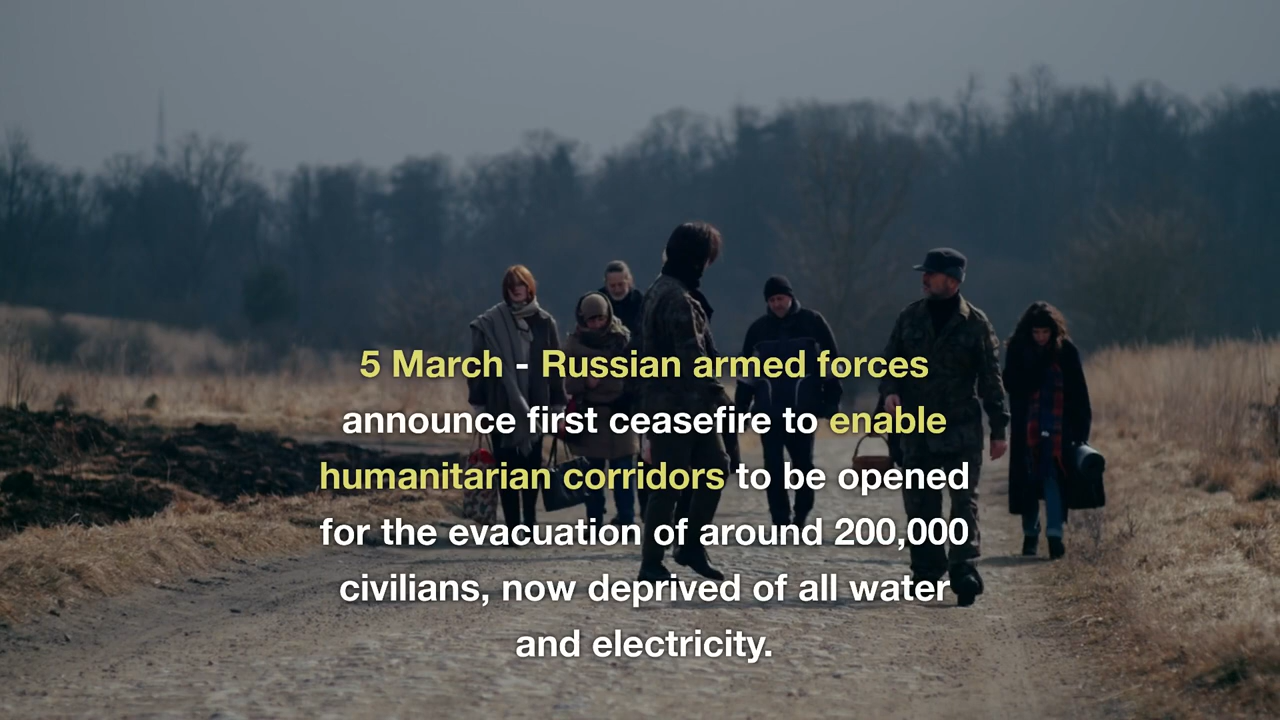 5 March - Russian armed forces
announce first ceasefire to enable
humanitarian corridors to be opened
for the evacuation of around 200,000
civilians, now deprived of all water
and electricity.